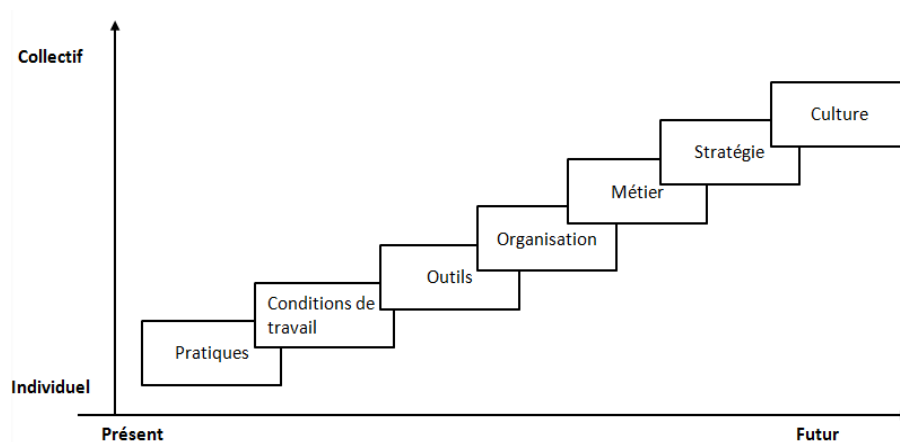 Collectif
Culture
Stratégie
Métier
Organisation
Outils
Conditions de
travail
Pratiques
Individuel
Présent
Futur